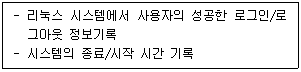 - 리눅스 시스템에서 사용자의 성공한 로그인/로
그아웃 정보기록
- 시스템의 종료/시작 시간 기록